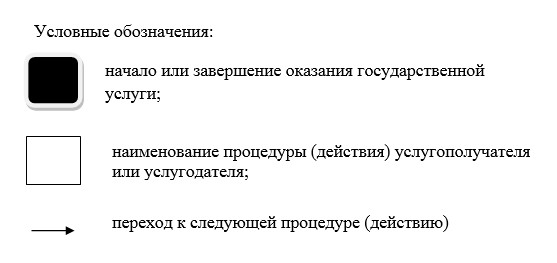 Условные обозначения:
начало или завершение оказания государственной
услуги;
наименование процедуры (действия) услугополучателя
или услугодателя;
переход к следующей процедуре (действию)